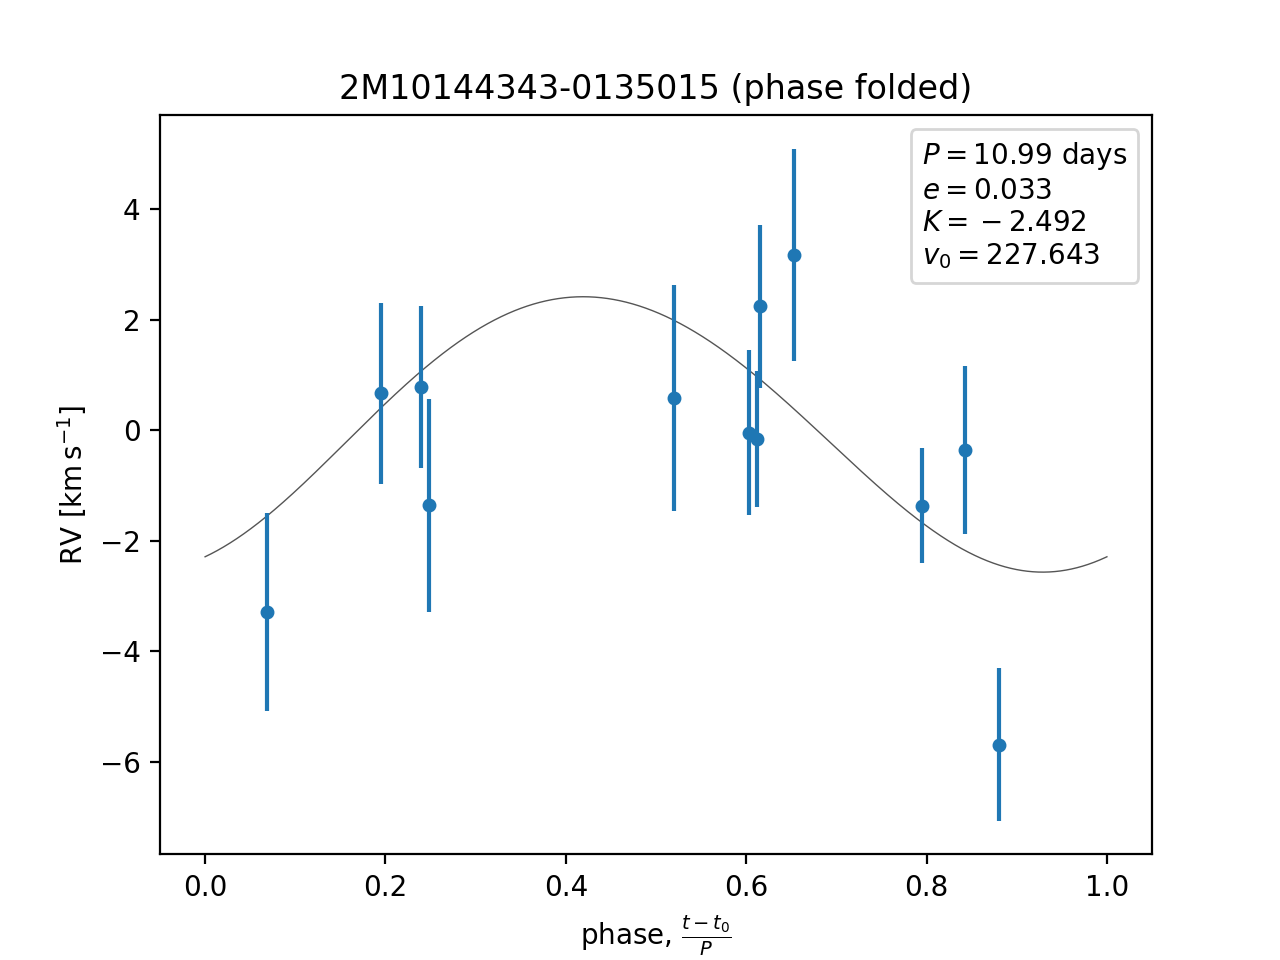 2M10144343-0135015 (phase folded)
P = 10.99 days
e = 0.033
K = −2.492
v₀ = 227.643
RV [km s⁻¹]
4
2
0
−2
−4
−6
0.0 0.2 0.4 0.6 0.8 1.0
phase, (t − t₀)/P